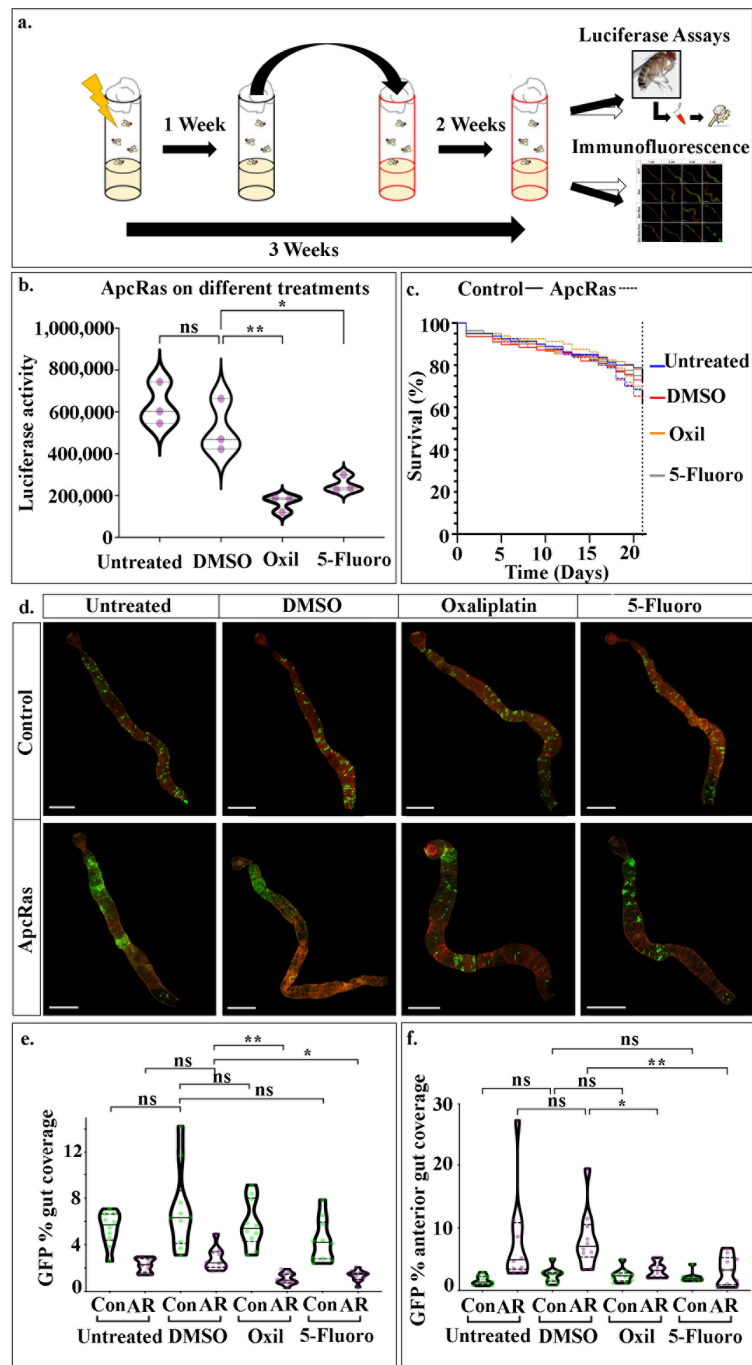 a.
Luciferase Assays
1 Week
2 Weeks
Immunofluorescence
3 Weeks
b.
ApcRas on different treatments
*
ns
**
1,000,000
800,000
600,000
400,000
200,000
0
Luciferase activity
Untreated
DMSO
Oxil
5-Fluoro
c.
Control
ApcRas
100
80
60
40
20
0
Survival (%)
0
5
10
15
20
Time (Days)
Untreated
DMSO
Oxil
5-Fluoro
d.
Untreated
DMSO
Oxaliplatin
5-Fluoro
Control
ApcRas
e.
**
ns
*
ns
ns
ns
12
8
4
0
GFP % gut coverage
Con AR Con AR Con AR Con AR
Untreated DMSO Oxil 5-Fluoro
f.
ns
ns
ns
**
ns
*
30
20
10
0
GFP % anterior gut coverage
Con AR Con AR Con AR Con AR
Untreated DMSO Oxil 5-Fluoro